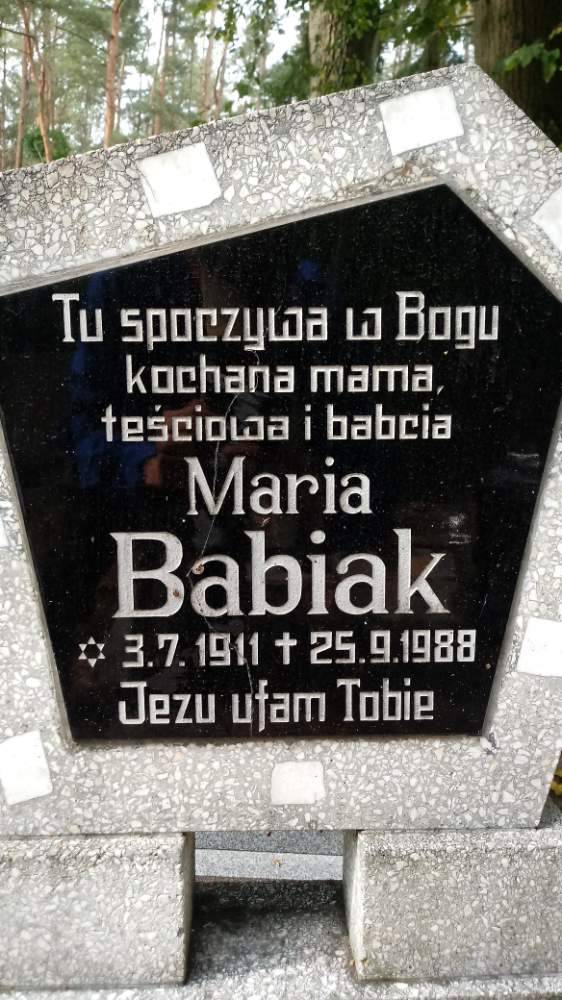 Tu spoczywa w Bogu
kochana mama,
teściowa i babcia
Maria
Babiak
✡ 3.7.1911 ✝ 25.9.1988
Jezu ufam Tobie